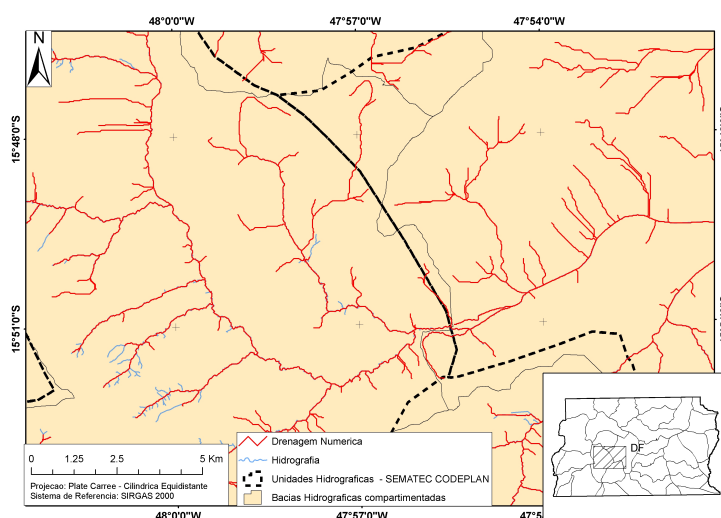 48°0'0"W 47°57'0"W 47°54'0"W
N
15°48'0"S
15°51'0"S
DF
Drenagem Numerica
Hidrografia
Unidades Hidrograficas - SEMATEC CODEPLAN
Bacias Hidrograficas compartimentadas
0 1.25 2.5 5 Km
Projecao: Plate Carree - Cilindrica Equidistante
Sistema de Referencia: SIRGAS 2000
48°0'0"W 47°57'0"W